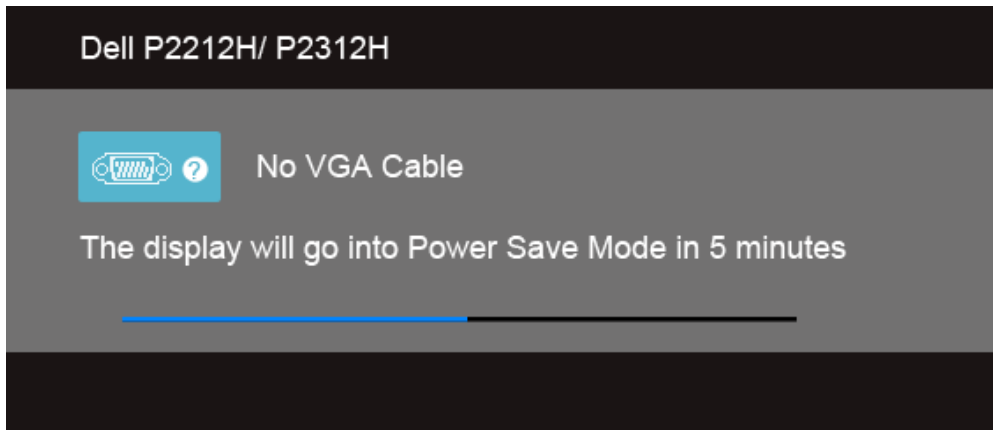 Dell P2212H/ P2312H
No VGA Cable
The display will go into Power Save Mode in 5 minutes